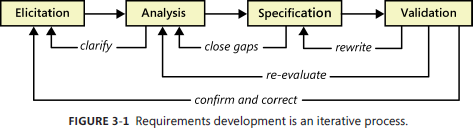 Elicitation Analysis Specification Validation
clarify close gaps rewrite
re-evaluate
confirm and correct
FIGURE 3-1 Requirements development is an iterative process.